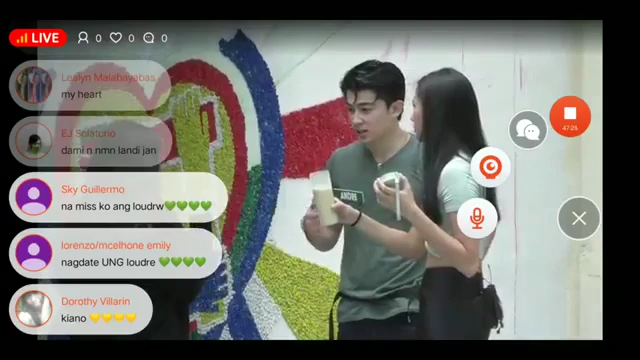 LIVE 0 0 0
Lealyn Malabayabas
my heart
EJ Solaturio
dami n nmn landi jan
Sky Guillermo
na miss ko ang loudrw💚💚💚💚
lorenzo/mcelhone emily
nagdate UNG loudre 💚💚💚💚
Dorothy Villarin
kiano 💛💛💛💛
ANDRE
47:25